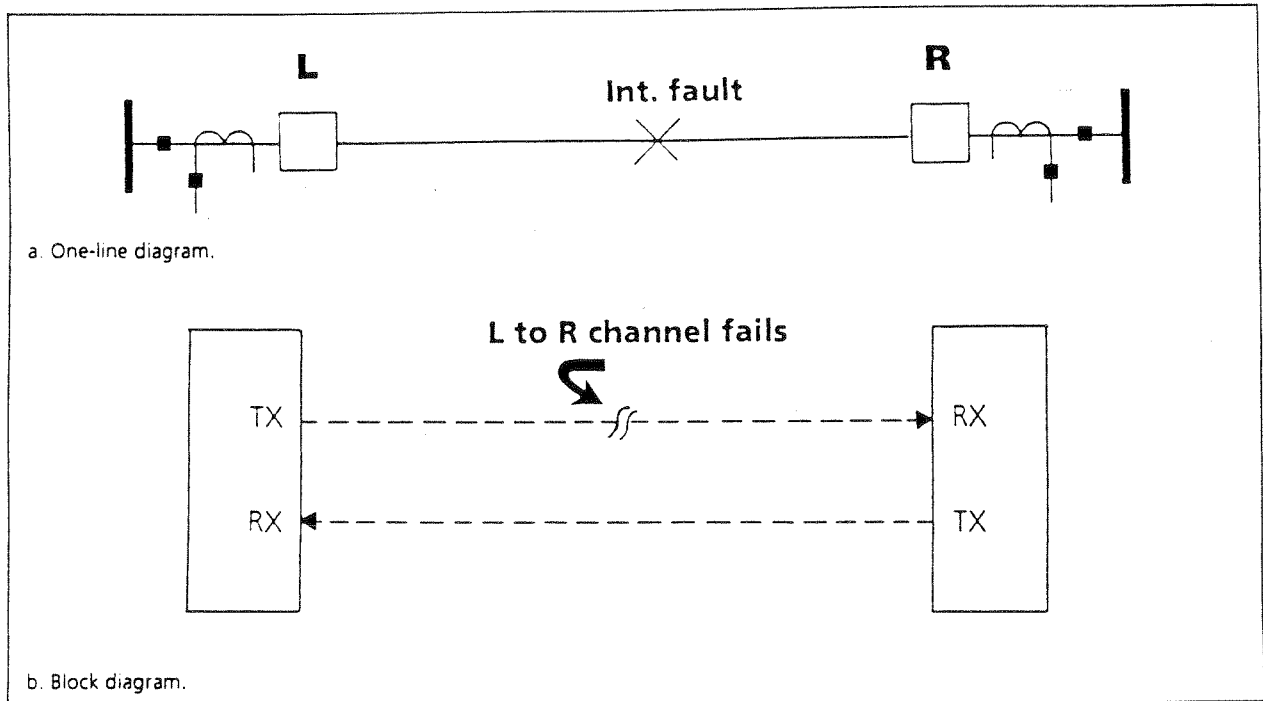 L
R
Int. fault
a. One-line diagram.
L to R channel fails
TX
RX
RX
TX
b. Block diagram.